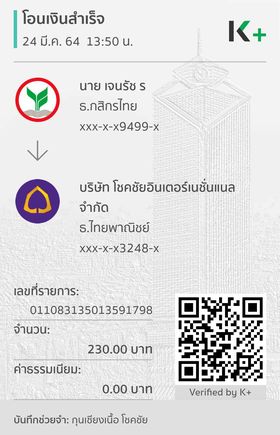 โอนเงินสำเร็จ
24 มี.ค. 64 13:50 น.
K+
นาย เจนรัช ร
ธ.กสิกรไทย
xxx-x-x9499-x
บริษัท โชคชัยอินเตอร์เนชั่นแนล
จำกัด
ธ.ไทยพาณิชย์
xxx-x-x3248-x
เลขที่รายการ:
011083135013591798
จำนวน:
230.00 บาท
ค่าธรรมเนียม:
0.00 บาท
Verified by K+
บันทึกช่วยจำ: กุนเชียงเนื้อ โชคชัย